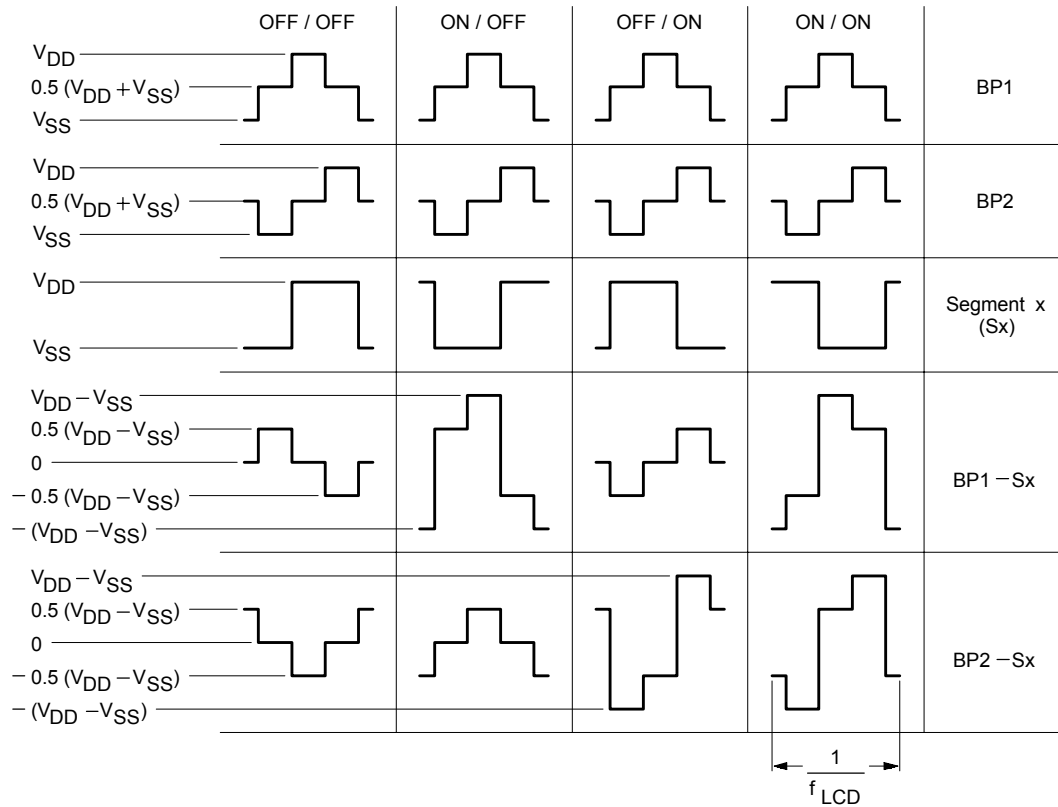 OFF / OFF ON / OFF OFF / ON ON / ON
VDD
0.5 (VDD + VSS)
VSS
BP1
VDD
0.5 (VDD + VSS)
VSS
BP2
VDD
VSS
Segment x
(Sx)
VDD − VSS
0.5 (VDD − VSS)
0
− 0.5 (VDD − VSS)
− (VDD − VSS)
BP1 − Sx
VDD − VSS
0.5 (VDD − VSS)
0
− 0.5 (VDD − VSS)
− (VDD − VSS)
BP2 − Sx
1
f LCD